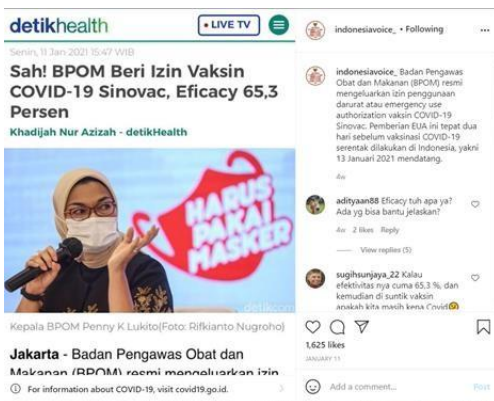 detikhealth
• LIVE TV
Senin, 11 Jan 2021 15:47 WIB
Sah! BPOM Beri Izin Vaksin
COVID-19 Sinovac, Eficacy 65,3
Persen
Khadijah Nur Azizah - detikHealth
HARUS
PAKAI
MASKER
detikcom
Kepala BPOM Penny K Lukito(Foto: Rifkianto Nugroho)
Jakarta - Badan Pengawas Obat dan
Makanan (BPOM) resmi mengeluarkan izin
For information about COVID-19, visit covid19.go.id.
indonesiavoice_ • Following
indonesiavoice_ Badan Pengawas
Obat dan Makanan (BPOM) resmi
mengeluarkan izin penggunaan
darurat atau emergency use
authorization vaksin COVID-19
Sinovac. Pemberian EUA ini tepat dua
hari sebelum vaksinasi COVID-19
serentak dilakukan di Indonesia, yakni
13 Januari 2021 mendatang.
4w
adityaan88 Eficacy tuh apa ya?
Ada yg bisa bantu jelaskan?
4w 2 likes Reply
View replies (5)
sugihsunjaya_22 Kalau
efektivitas nya cuma 65.3 %, dan
kemudian di suntik vaksin
apakah kita masih kena Covid
1,625 likes
JANUARY 11
Add a comment...
Post